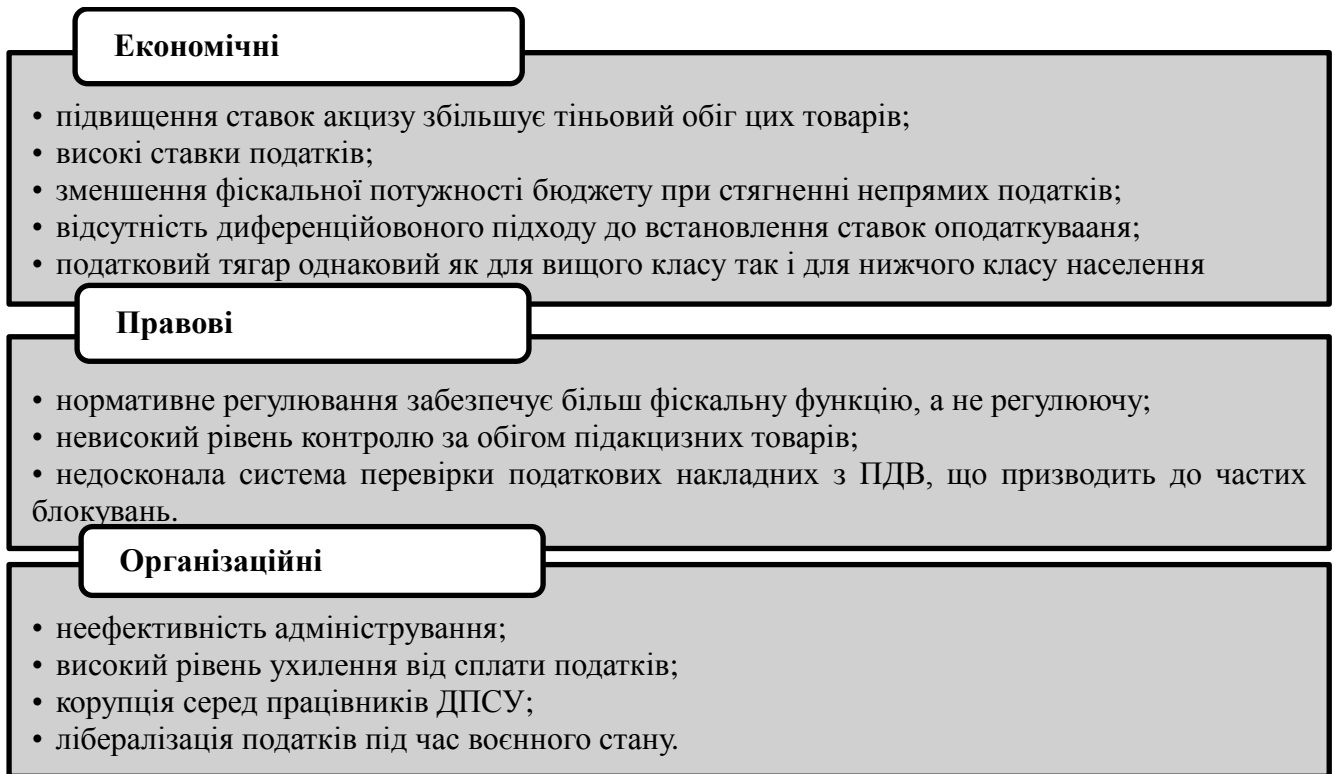 Економічні
• підвищення ставок акцизу збільшує тіньовий обіг цих товарів;
• високі ставки податків;
• зменшення фіскальної потужності бюджету при стягненні непрямих податків;
• відсутність диференційовоного підходу до встановлення ставок оподаткувааня;
• податковий тягар однаковий як для вищого класу так і для нижчого класу населення
Правові
• нормативне регулювання забезпечує більш фіскальну функцію, а не регулюючу;
• невисокий рівень контролю за обігом підакцизних товарів;
• недосконала система перевірки податкових накладних з ПДВ, що призводить до частих
блокувань.
Організаційні
• неефективність адміністрування;
• високий рівень ухилення від сплати податків;
• корупція серед працівників ДПСУ;
• лібералізація податків під час воєнного стану.